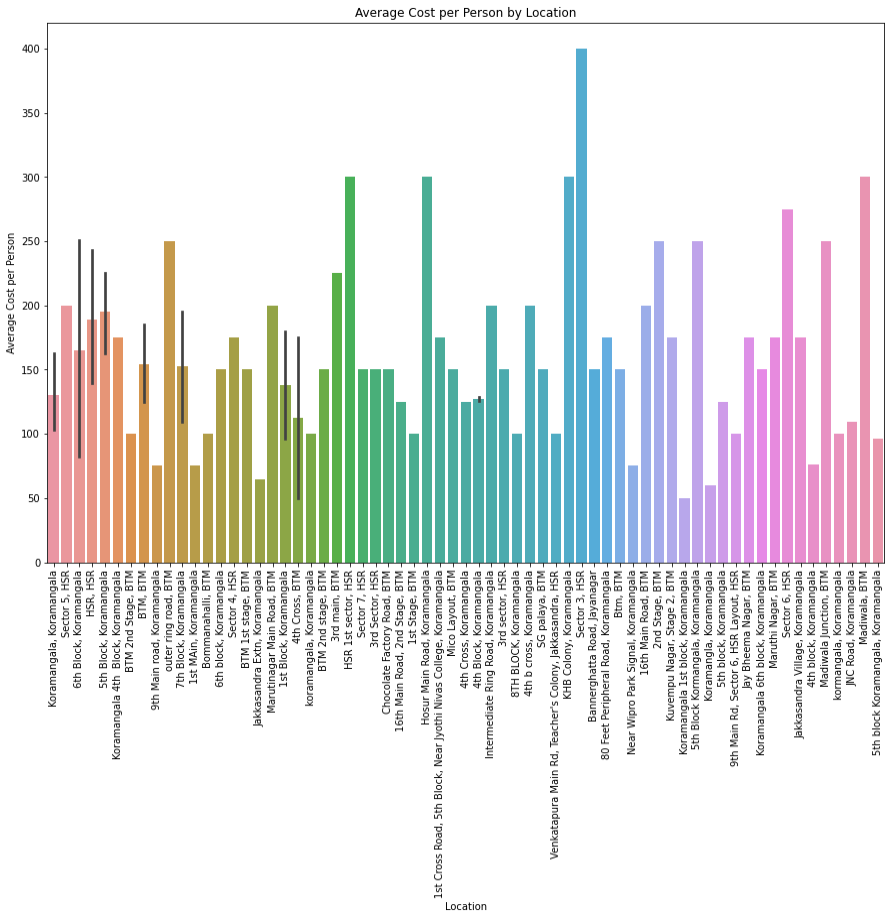 Average Cost per Person by Location
Average Cost per Person
400
350
300
250
200
150
100
50
0
Koramangala, Koramangala
Sector 5, HSR
6th Block, Koramangala
HSR, HSR
5th Block, Koramangala
Koramangala 4th  Block, Koramangala
BTM 2nd Stage, BTM
BTM, BTM
9th Main road, Koramangala
outer ring road, BTM
7th Block, Koramangala
1st MAin, Koramangala
Bommanahalli, BTM
6th block, Koramangala
Sector 4, HSR
BTM 1st stage, BTM
Jakkasandra Extn, Koramangala
Marutinagar Main Road, BTM
1st Block, Koramangala
4th Cross, BTM
koramangala, Koramangala
BTM 2nd stage, BTM
3rd main, BTM
HSR 1st sector, HSR
Sector 7, HSR
3rd Sector, HSR
Chocolate Factory Road, BTM
16th Main Road, 2nd Stage, BTM
1st Stage, BTM
Hosur Main Road, Koramangala
1st Cross Road, 5th Block, Near Jyothi Nivas College, Koramangala
Mico Layout, BTM
4th Cross, Koramangala
4th Block, Koramangala
Intermediate Ring Road, Koramangala
3rd sector, HSR
8TH BLOCK, Koramangala
4th b cross, Koramangala
SG palaya, BTM
Venkatapura Main Rd, Teacher's Colony, Jakkasandra, HSR
KHB Colony, Koramangala
Sector 3, HSR
Bannerghatta Road, Jayanagar
80 Feet Peripheral Road, Koramangala
Btm, BTM
Near Wipro Park Signal, Koramangala
16th Main Road, BTM
2nd Stage, BTM
Kuvempu Nagar, Stage 2, BTM
Koramangala 1st block, Koramangala
5th Block Kormangala, Koramangala
Koramangla, Koramangala
5th block, Koramangala
9th Main Rd, Sector 6, HSR Layout, HSR
Jay Bheema Nagar, BTM
Koramangala 6th block, Koramangala
Maruthi Nagar, BTM
Sector 6, HSR
Jakkasandra Village, Koramangala
4th block, Koramangala
Madiwala Junction, BTM
kormangala, Koramangala
JNC Road, Koramangala
Madiwala, BTM
5th block Koramangala, Koramangala
Location